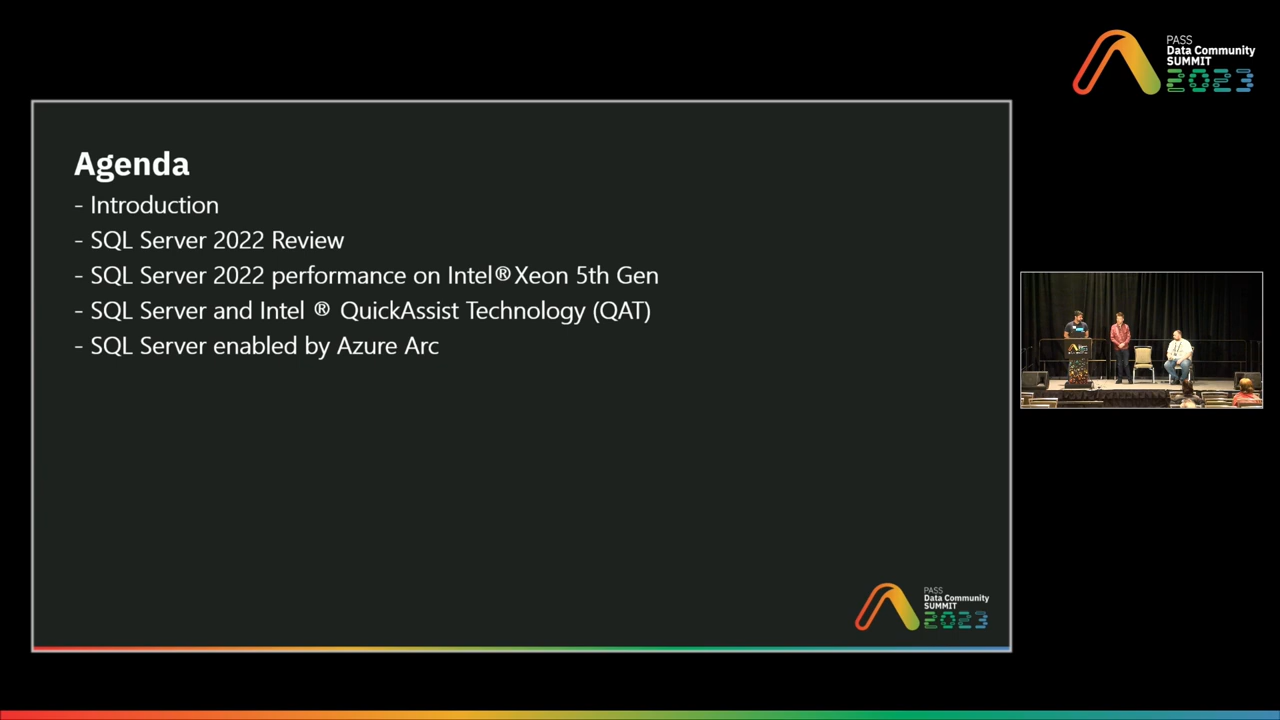 PASS
Data Community
SUMMIT
2023
Agenda
- Introduction
- SQL Server 2022 Review
- SQL Server 2022 performance on Intel®Xeon 5th Gen
- SQL Server and Intel ® QuickAssist Technology (QAT)
- SQL Server enabled by Azure Arc
PASS
Data Community
SUMMIT
2023